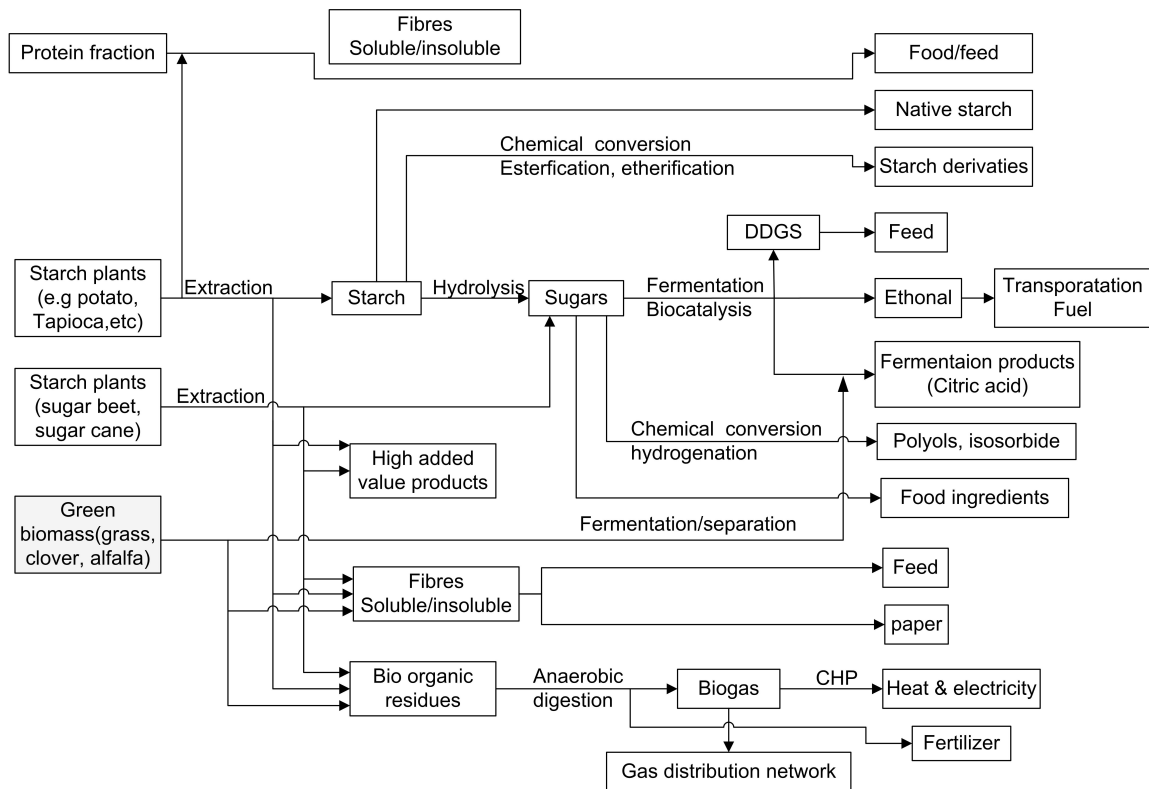 Fibres
Soluble/insoluble
Protein fraction
Food/feed
Native starch
Chemical conversion
Esterfication, etherification
Starch derivaties
DDGS
Feed
Starch plants
(e.g potato,
Tapioca,etc)
Extraction
Starch
Hydrolysis
Sugars
Fermentation
Biocatalysis
Ethonal
Transporatation
Fuel
Fermentaion products
(Citric acid)
Starch plants
(sugar beet,
sugar cane)
Extraction
Chemical conversion
hydrogenation
Polyols, isosorbide
High added
value products
Food ingredients
Green
biomass(grass,
clover, alfalfa)
Fermentation/separation
Fibres
Soluble/insoluble
Feed
paper
Bio organic
residues
Anaerobic
digestion
Biogas
CHP
Heat & electricity
Fertilizer
Gas distribution network